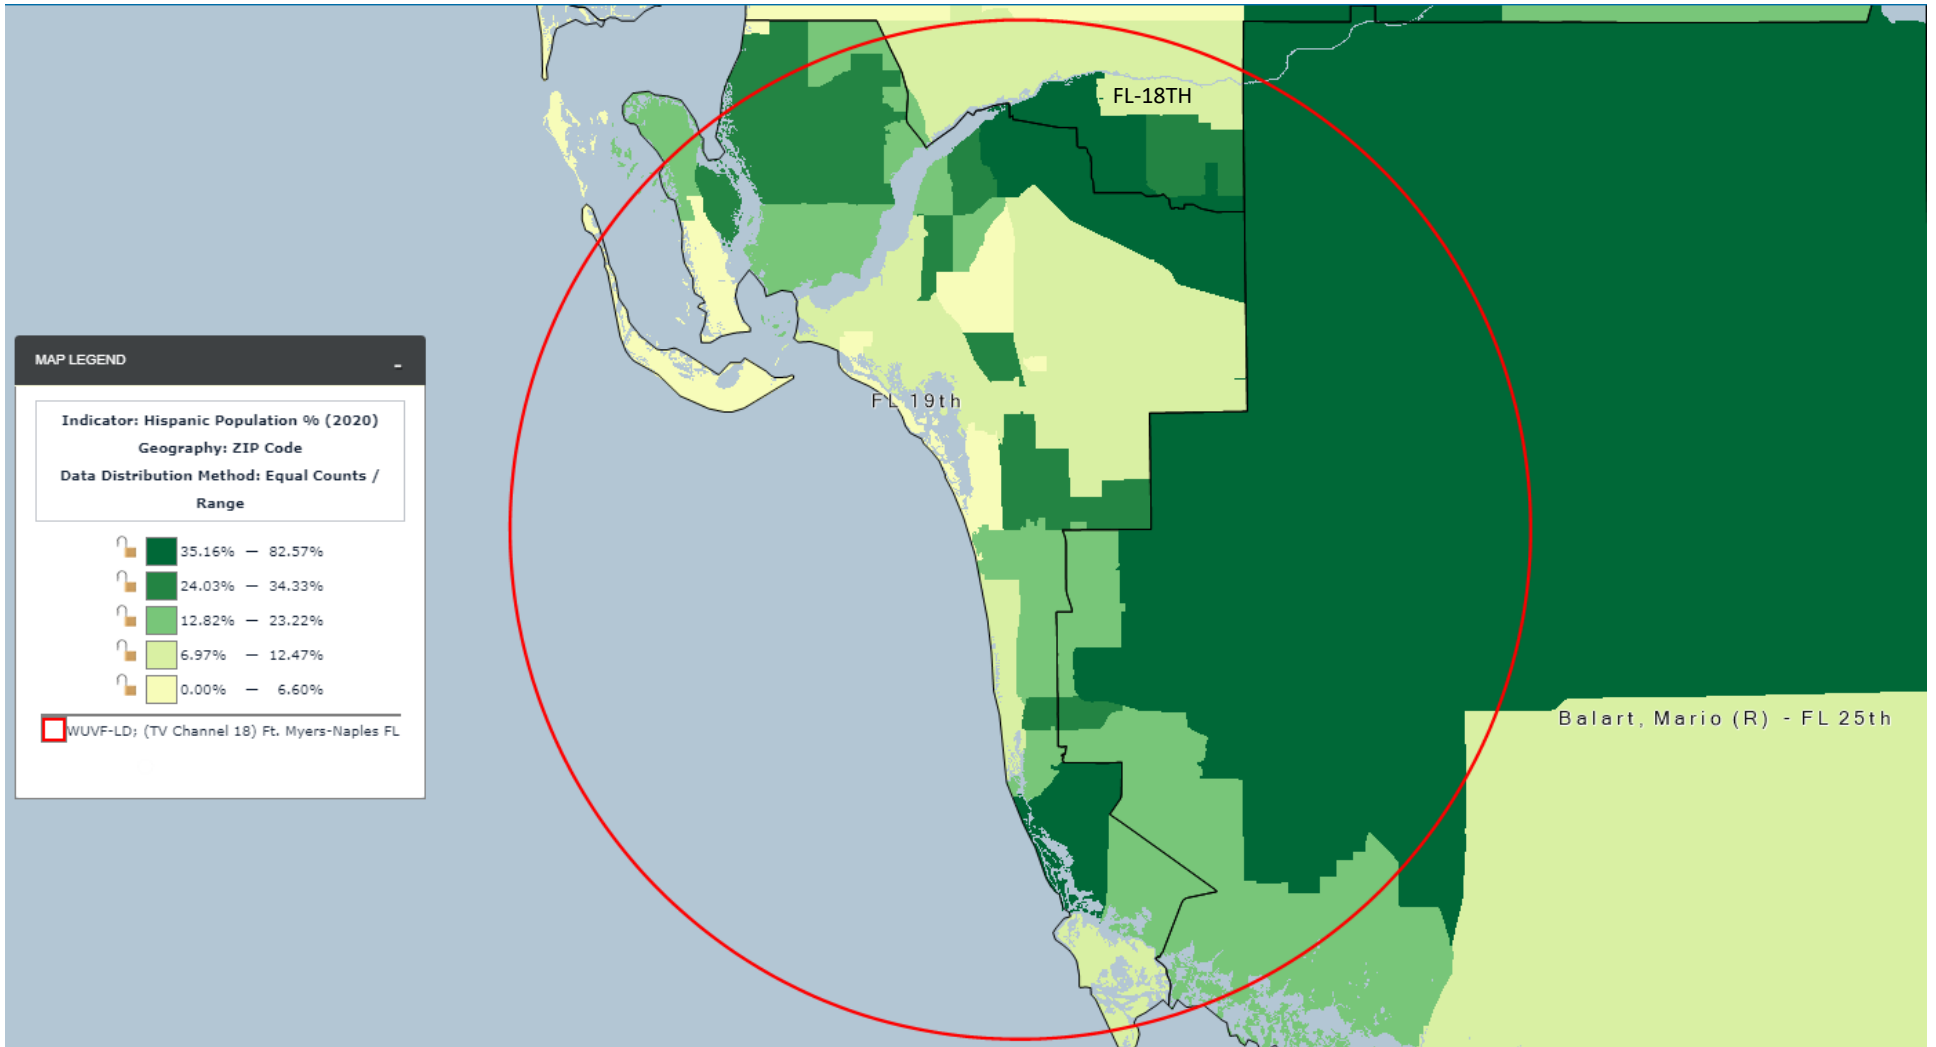 FL-18TH
MAP LEGEND
-
Indicator: Hispanic Population % (2020)
Geography: ZIP Code
Data Distribution Method: Equal Counts /
Range
35.16% — 82.57%
24.03% — 34.33%
12.82% — 23.22%
6.97% — 12.47%
0.00% — 6.60%
WUVF-LD; (TV Channel 18) Ft. Myers-Naples FL
FL 19th
Balart, Mario (R) - FL 25th